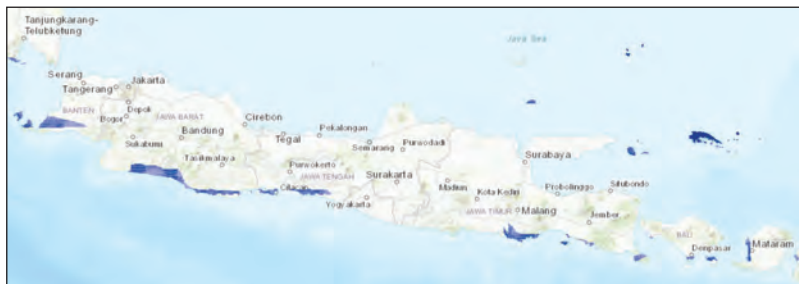 Tanjungkarang-
Telubketung
Java Sea
Serang
Jakarta
Tangerang
BANTEN
Depok
JAWA BARAT
Bogor
Cirebon
Sukabumi
Bandung
Tegal
Pekalongan
Semarang
Purwodadi
Surabaya
Tasikmalaya
Purwokerto
JAWA TENGAH
Surakarta
Madiun
Kota Kediri
Probolinggo
Situbondo
Cilacap
Yogyakarta
JAWA TIMUR
Malang
Jember
BALI
Denpasar
Mataram